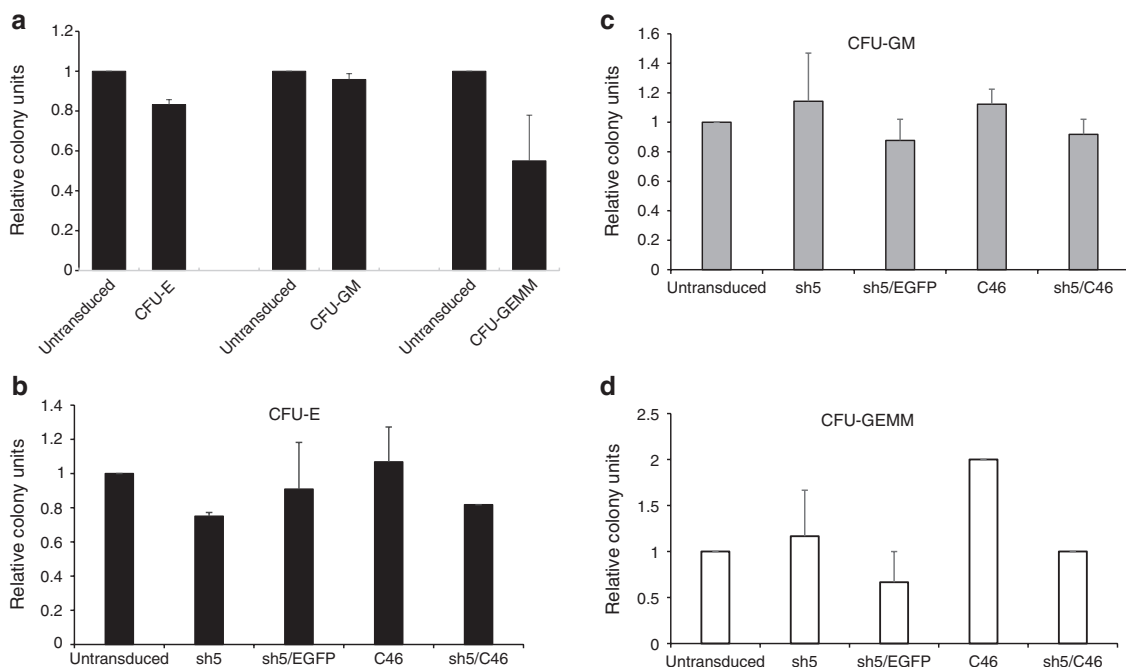 a
1.2
1
0.8
0.6
0.4
0.2
0
Relative colony units
Untransduced
CFU-E
Untransduced
CFU-GM
Untransduced
CFU-GEMM
b
CFU-E
1.4
1.2
1
0.8
0.6
0.4
0.2
0
Relative colony units
Untransduced sh5 sh5/EGFP C46 sh5/C46
c
CFU-GM
1.6
1.4
1.2
1
0.8
0.6
0.4
0.2
0
Relative colony units
Untransduced sh5 sh5/EGFP C46 sh5/C46
d
CFU-GEMM
2.5
2
1.5
1
0.5
0
Relative colony units
Untransduced sh5 sh5/EGFP C46 sh5/C46